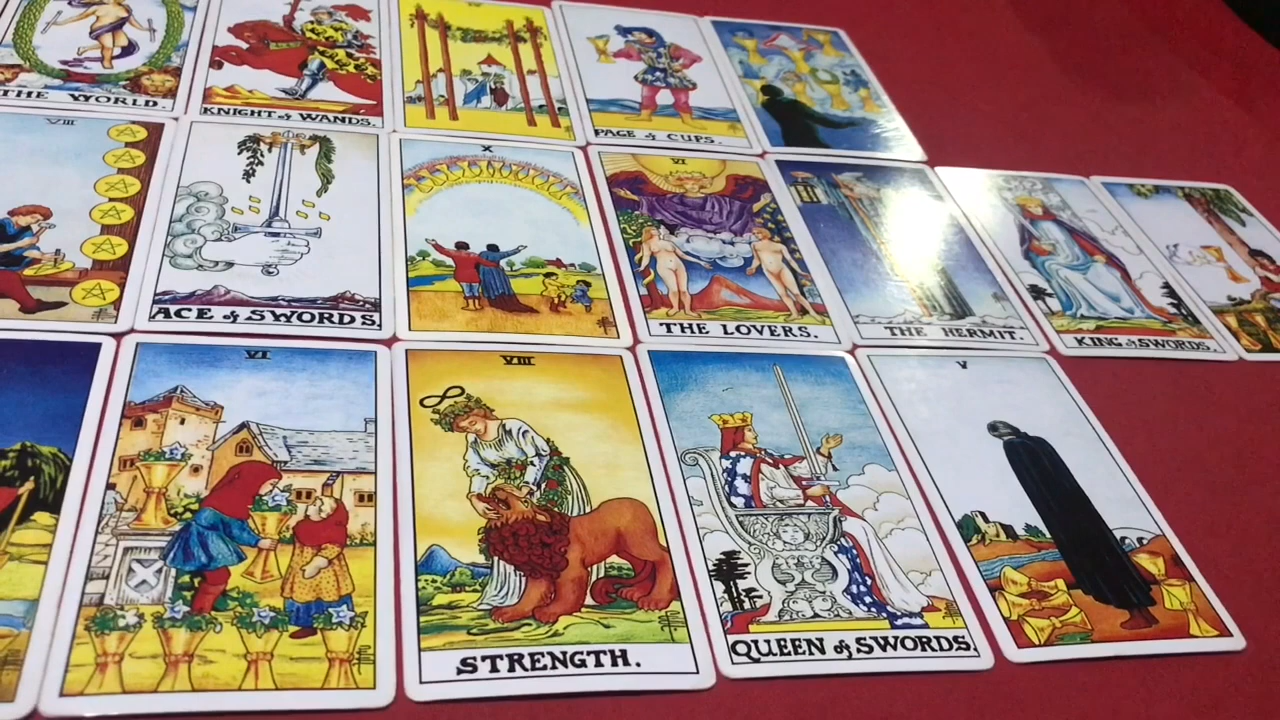 THE WORLD.
KNIGHT of WANDS.
PAGE of CUPS.
VIII
ACE of SWORDS.
X
VI
THE LOVERS.
THE HERMIT.
KING of SWORDS.
VI
VIII
STRENGTH.
QUEEN of SWORDS.
V